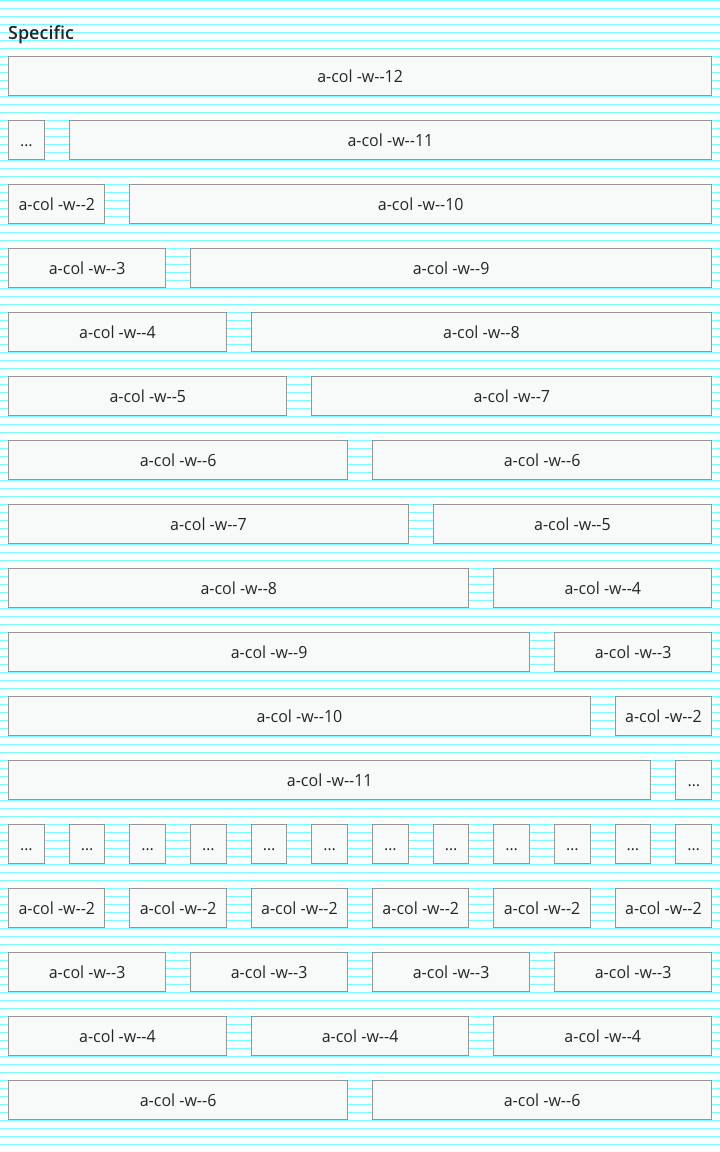 Specific
a-col -w--12
... a-col -w--11
a-col -w--2 a-col -w--10
a-col -w--3 a-col -w--9
a-col -w--4 a-col -w--8
a-col -w--5 a-col -w--7
a-col -w--6 a-col -w--6
a-col -w--7 a-col -w--5
a-col -w--8 a-col -w--4
a-col -w--9 a-col -w--3
a-col -w--10 a-col -w--2
a-col -w--11 ...
... ... ... ... ... ... ... ... ... ... ... ...
a-col -w--2 a-col -w--2 a-col -w--2 a-col -w--2 a-col -w--2 a-col -w--2
a-col -w--3 a-col -w--3 a-col -w--3 a-col -w--3
a-col -w--4 a-col -w--4 a-col -w--4
a-col -w--6 a-col -w--6